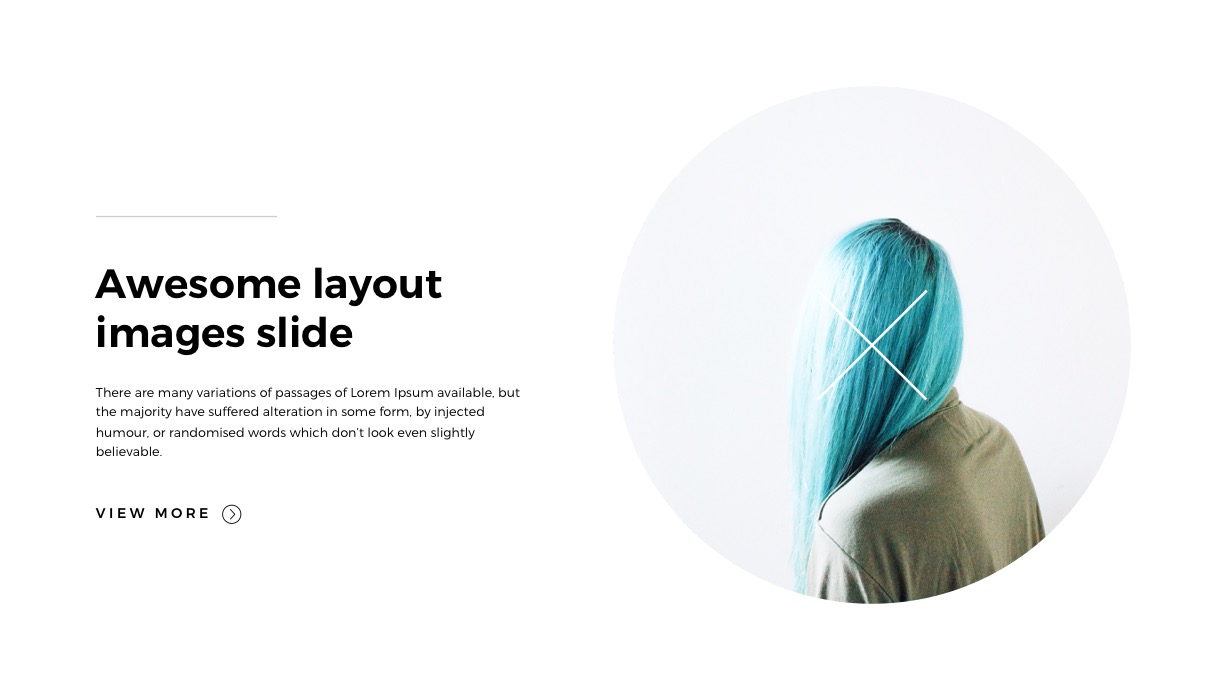 Awesome layout
images slide
There are many variations of passages of Lorem Ipsum available, but
the majority have suffered alteration in some form, by injected
humour, or randomised words which don’t look even slightly
believable.
VIEW MORE